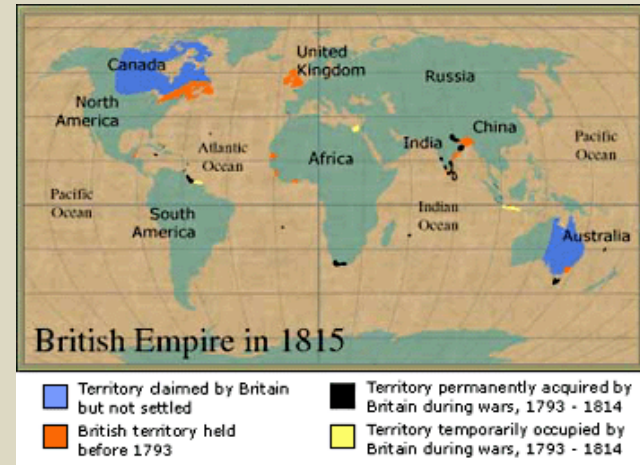 Canada
United
Kingdom
Russia
North
America
China
India
Atlantic
Ocean
Africa
Pacific
Ocean
Pacific
Ocean
South
America
Indian
Ocean
Australia
British Empire in 1815
Territory claimed by Britain
but not settled
British territory held
before 1793
Territory permanently acquired by
Britain during wars, 1793 - 1814
Territory temporarily occupied by
Britain during wars, 1793 - 1814